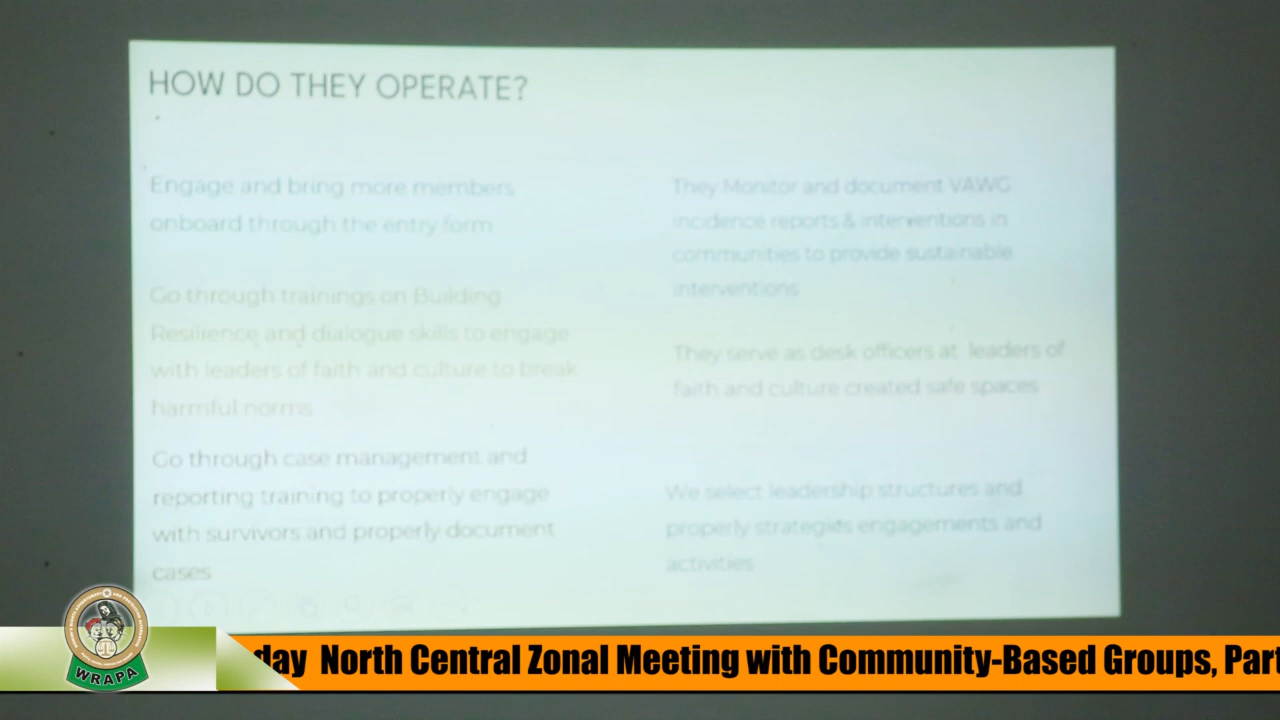 HOW DO THEY OPERATE?
Engage and bring more members
onboard through the entry form
Go through trainings on Building
Resilience and dialogue skills to engage
with leaders of faith and culture to break
harmful norms
Go through case management and
reporting training to properly engage
with survivors and properly document
cases
They Monitor and document VAWG
incidence reports & interventions in
communities to provide sustainable
interventions
They serve as desk officers at leaders of
faith and culture created safe spaces
We select leadership structures and
properly strategies engagements and
activities
WRAPA
day North Central Zonal Meeting with Community-Based Groups, Part